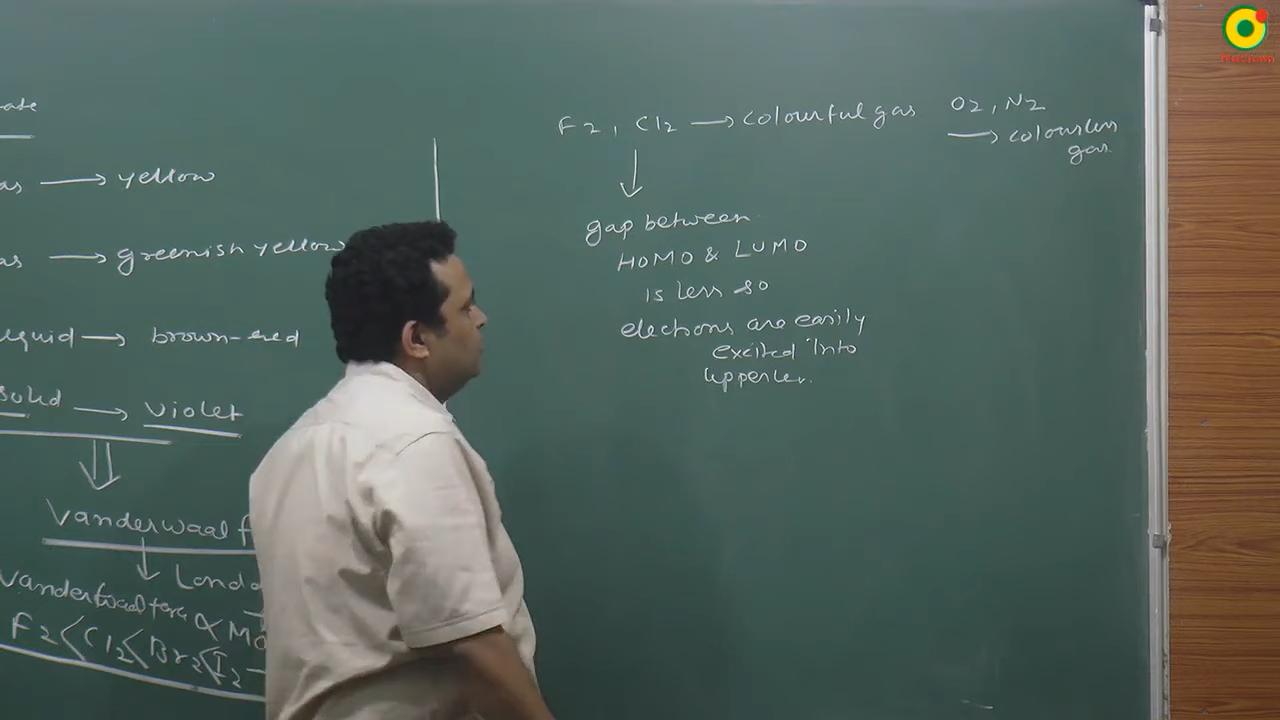 ate
as → yellow
as → greenish yellow
liquid → brown-red
solid → violet
Vanderwaal f
Londo
Vanderwaal force ∝ Mo
F2 < Cl2 < Br2 < I2
F2, Cl2 → colourful gas
O2, N2
→ colourless
gas
gap between
HOMO & LUMO
is less so
electrons are easily
excited into
upper le